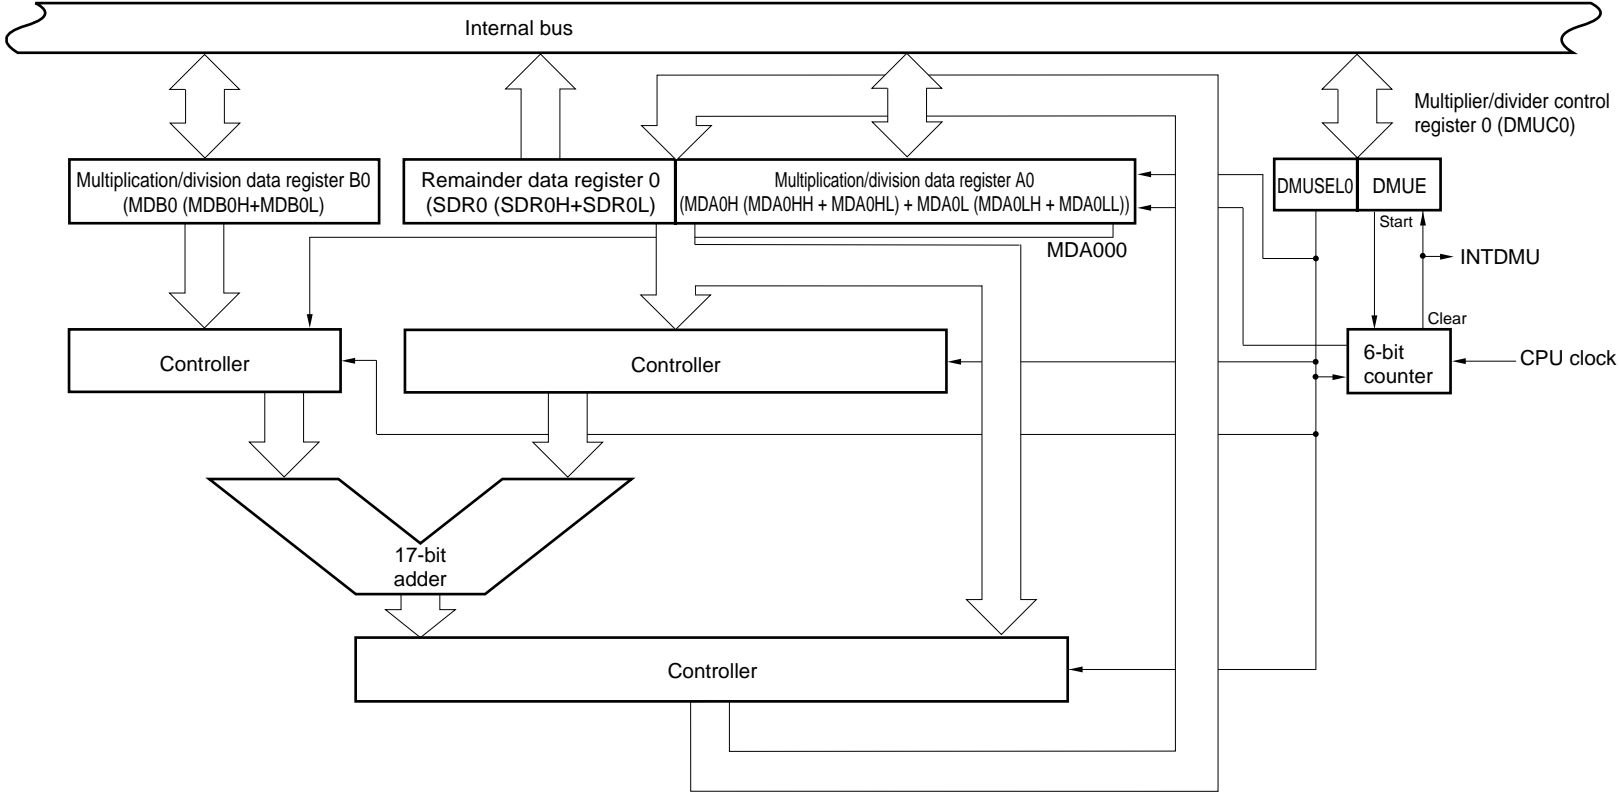 Internal bus
Multiplier/divider control
register 0 (DMUC0)
Multiplication/division data register B0
(MDB0 (MDB0H+MDB0L)
Remainder data register 0
(SDR0 (SDR0H+SDR0L)
Multiplication/division data register A0
(MDA0H (MDA0HH + MDA0HL) + MDA0L (MDA0LH + MDA0LL))
DMUSEL0
DMUE
Start
MDA000
INTDMU
Clear
Controller
Controller
6-bit
counter
CPU clock
17-bit
adder
Controller